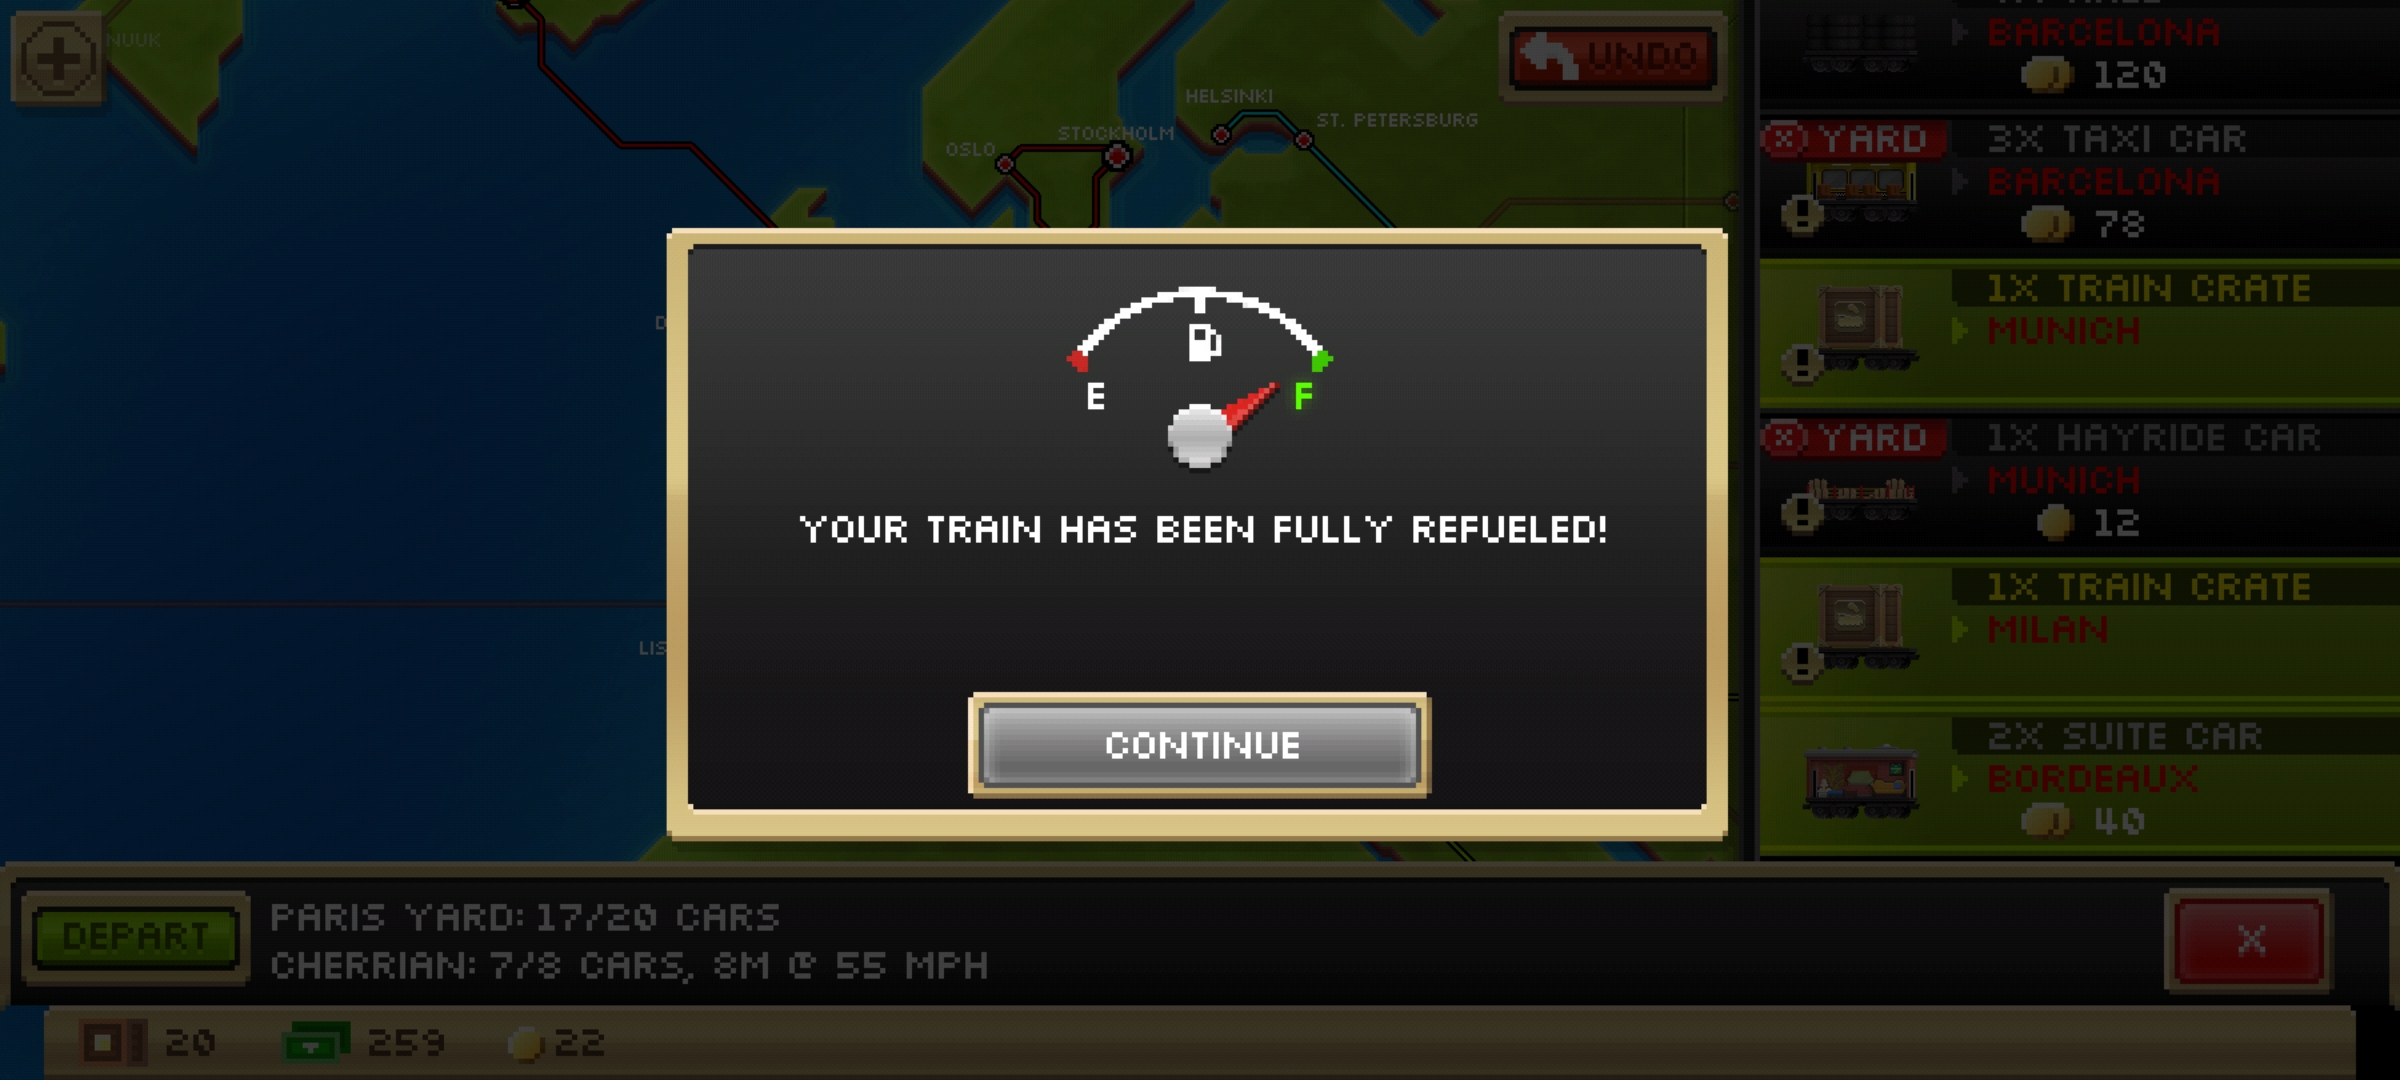 NUUK
UNDO
HELSINKI
ST. PETERSBURG
STOCKHOLM
OSLO
BARCELONA
120
YARD
3X TAXI CAR
BARCELONA
78
1X TRAIN CRATE
MUNICH
YARD
1X HAYRIDE CAR
MUNICH
12
1X TRAIN CRATE
MILAN
2X SUITE CAR
BORDEAUX
40
E
F
YOUR TRAIN HAS BEEN FULLY REFUELED!
D
LIS
CONTINUE
DEPART
PARIS YARD: 17/20 CARS
CHERRIAN: 7/8 CARS, 8M @ 55 MPH
X
20
259
22